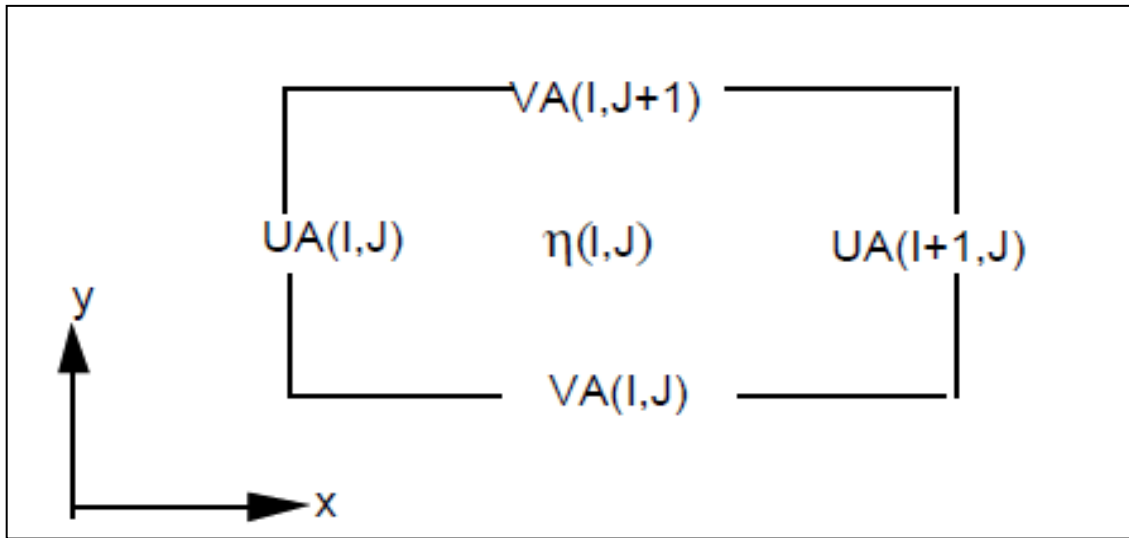 VA(I,J+1)
UA(I,J) η(I,J) UA(I+1,J)
y
VA(I,J)
x